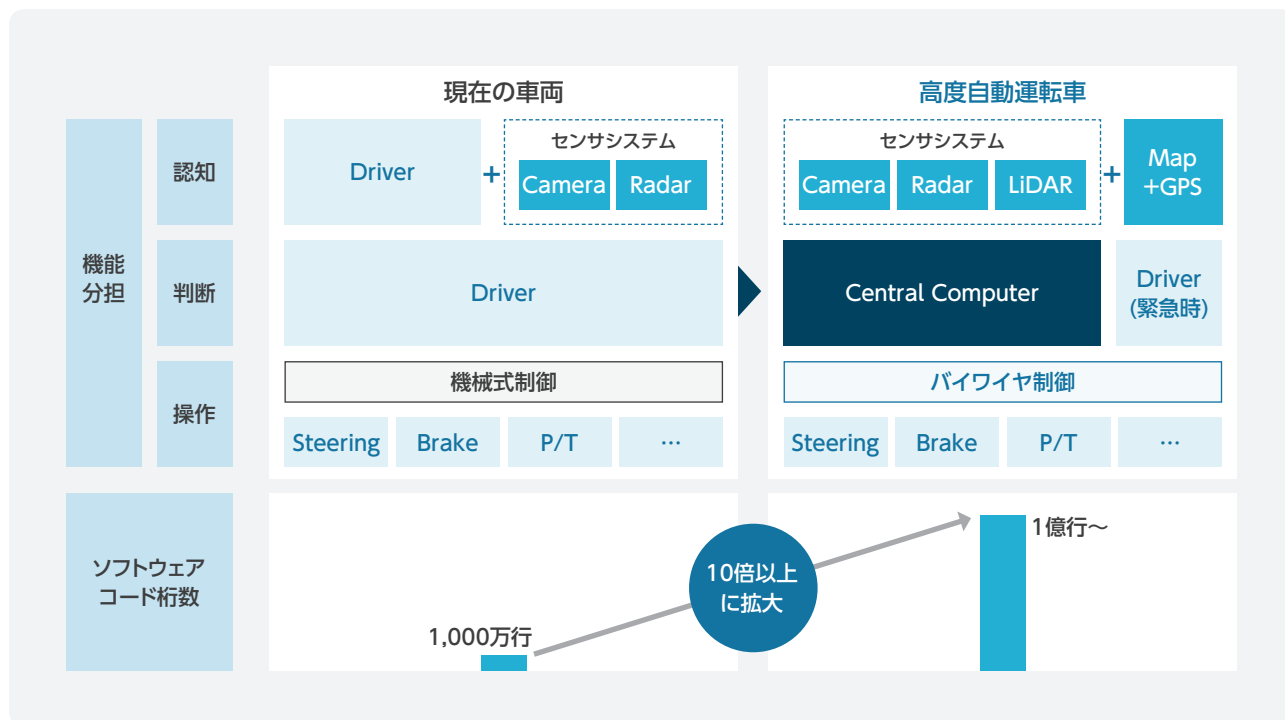 現在の車両
高度自動運転車
機能
分担
認知
Driver
+
センサシステム
Camera
Radar
センサシステム
Camera
Radar
LiDAR
+
Map
+GPS
判断
Driver
Central Computer
Driver
(緊急時)
操作
機械式制御
バイワイヤ制御
Steering
Brake
P/T
…
Steering
Brake
P/T
…
ソフトウェア
コード桁数
1,000万行
10倍以上
に拡大
1億行～